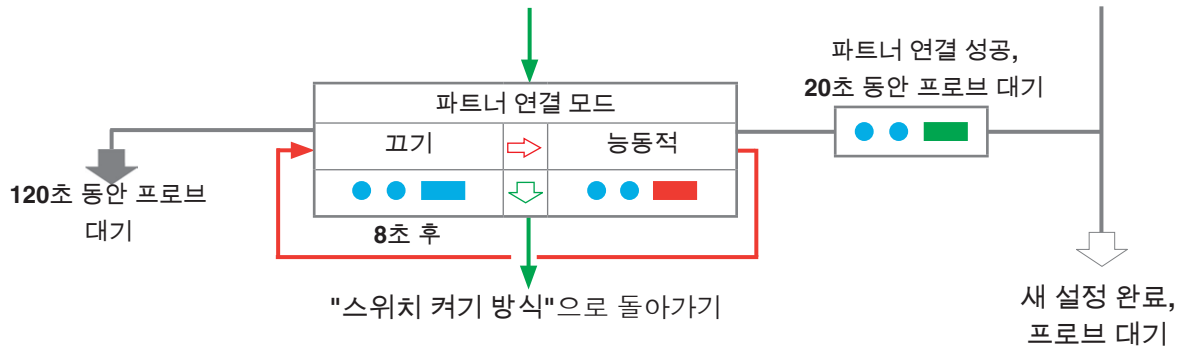 파트너 연결 성공,
20초 동안 프로브 대기
파트너 연결 모드
끄기
능동적
120초 동안 프로브
대기
8초 후
"스위치 켜기 방식"으로 돌아가기
새 설정 완료,
프로브 대기